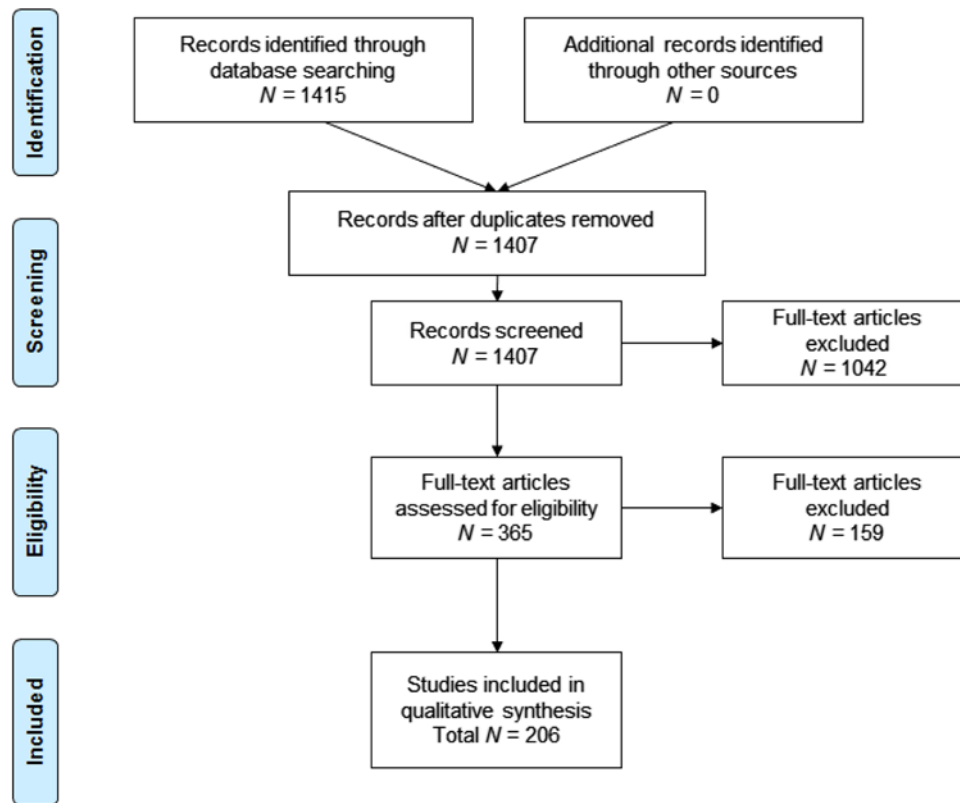 Identification
Records identified through
database searching
N = 1415
Additional records identified
through other sources
N = 0
Records after duplicates removed
N = 1407
Screening
Records screened
N = 1407
Full-text articles
excluded
N = 1042
Eligibility
Full-text articles
assessed for eligibility
N = 365
Full-text articles
excluded
N = 159
Included
Studies included in
qualitative synthesis
Total N = 206